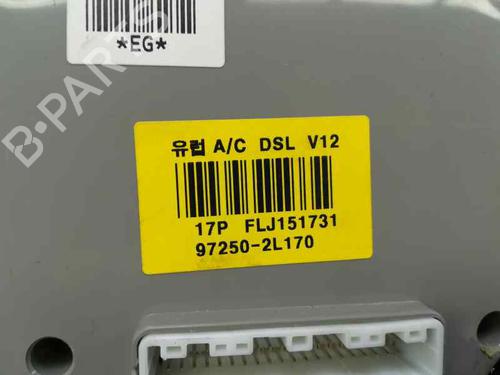 *EG*
B-PARTS
유럽 A/C DSL V12
17P FLJ151731
97250-2L170